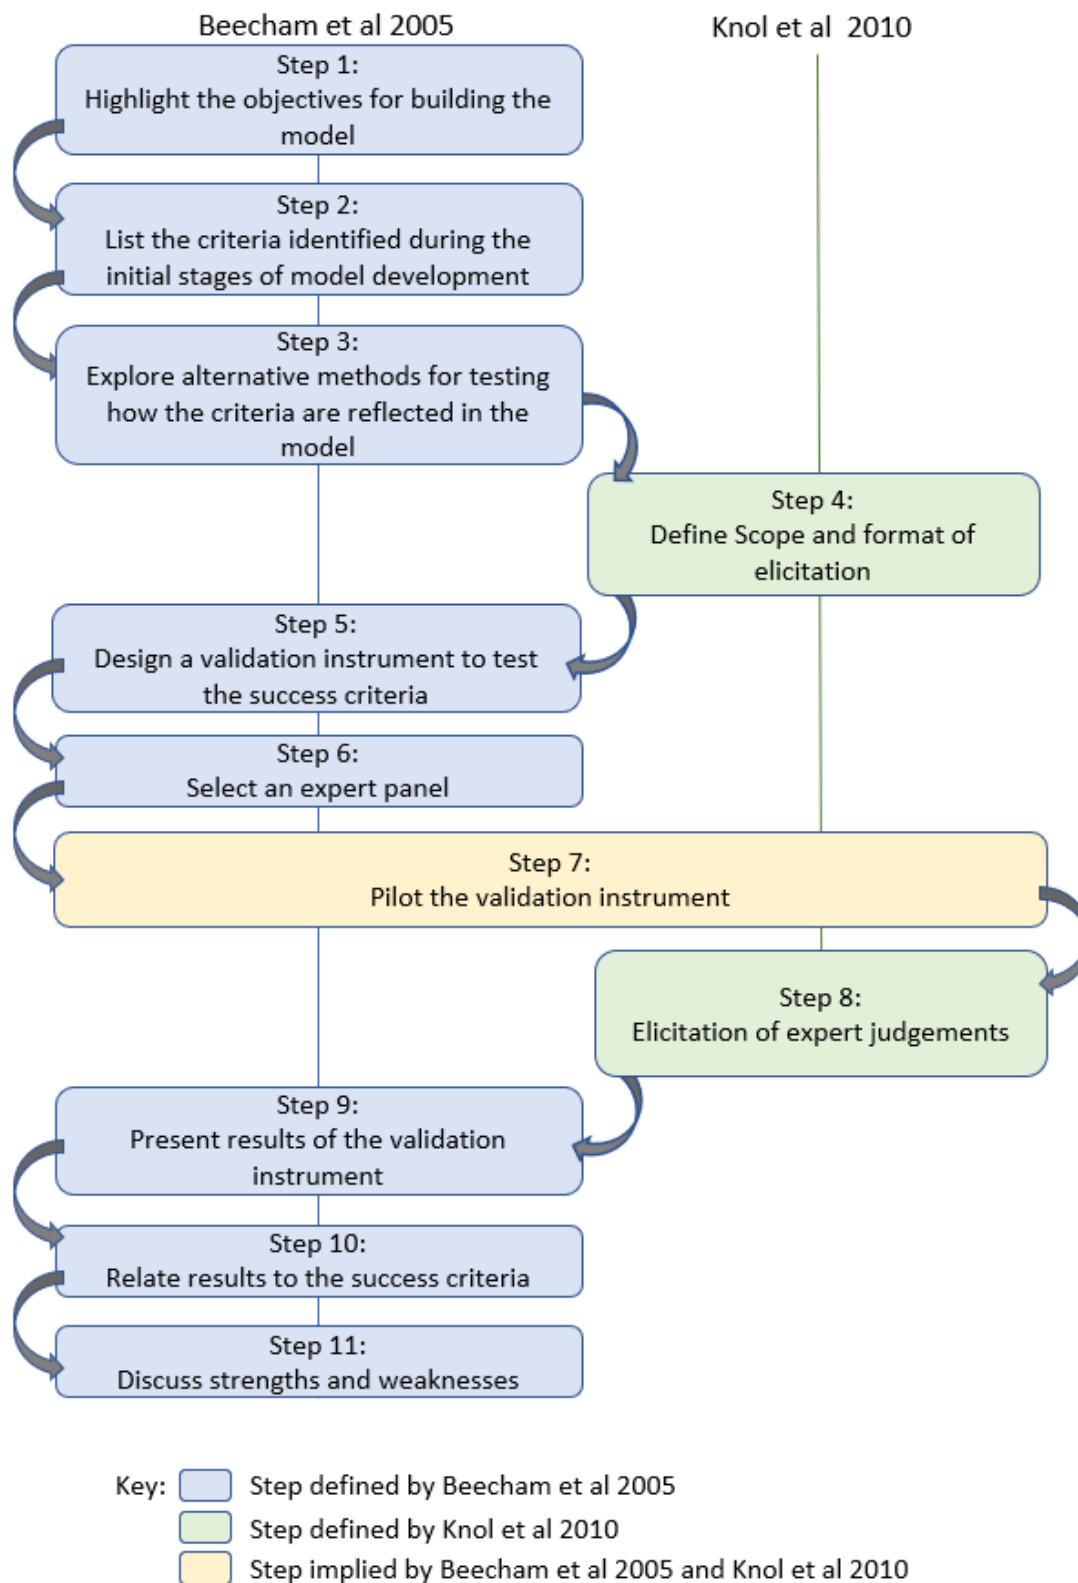 Beecham et al 2005
Knol et al  2010
Step 1:
Highlight the objectives for building the
model
Step 2:
List the criteria identified during the
initial stages of model development
Step 3:
Explore alternative methods for testing
how the criteria are reflected in the
model
Step 4:
Define Scope and format of
elicitation
Step 5:
Design a validation instrument to test
the success criteria
Step 6:
Select an expert panel
Step 7:
Pilot the validation instrument
Step 8:
Elicitation of expert judgements
Step 9:
Present results of the validation
instrument
Step 10:
Relate results to the success criteria
Step 11:
Discuss strengths and weaknesses
Key:
Step defined by Beecham et al 2005
Step defined by Knol et al 2010
Step implied by Beecham et al 2005 and Knol et al 2010